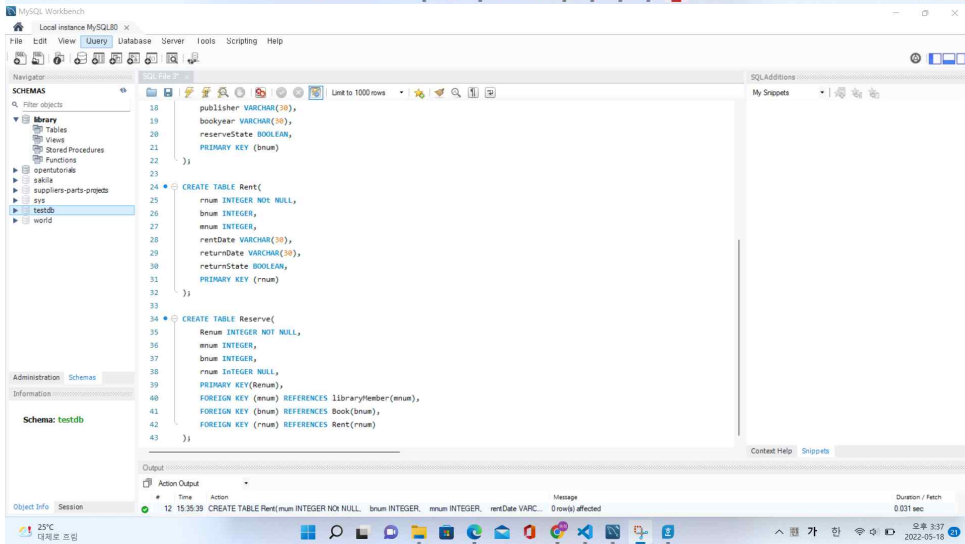 MySQL Workbench
Local instance MySQL80 ×
File Edit View Query Database Server Tools Scripting Help
Navigator
SQL File 3* ×
SQLAdditions
SCHEMAS
Limit to 1000 rows
My Snippets
Filter objects
library
Tables
Views
Stored Procedures
Functions
opentutorials
sakila
suppliers-parts-projects
sys
testdb
world
18 publisher VARCHAR(30),
19 bookyear VARCHAR(30),
20 reserveState BOOLEAN,
21 PRIMARY KEY (bnum)
22 );
23
24 CREATE TABLE Rent(
25 rnum INTEGER NOt NULL,
26 bnum INTEGER,
27 mnum INTEGER,
28 rentDate VARCHAR(30),
29 returnDate VARCHAR(30),
30 returnState BOOLEAN,
31 PRIMARY KEY (rnum)
32 );
33
34 CREATE TABLE Reserve(
35 Renum INTEGER NOT NULL,
36 mnum INTEGER,
37 bnum INTEGER,
38 rnum InTEGER NULL,
39 PRIMARY KEY(Renum),
40 FOREIGN KEY (mnum) REFERENCES libraryMember(mnum),
41 FOREIGN KEY (bnum) REFERENCES Book(bnum),
42 FOREIGN KEY (rnum) REFERENCES Rent(rnum)
43 );
Administration Schemas
Information
Schema: testdb
Context Help Snippets
Output
Action Output
# Time Action Message Duration / Fetch
12 15:35:39 CREATE TABLE Rent( rnum INTEGER NOt NULL, bnum INTEGER, mnum INTEGER, rentDate VARC... 0 row(s) affected 0.031 sec
Object Info Session
25°C
대체로 흐림
가 한
오후 3:37
2022-05-18
21